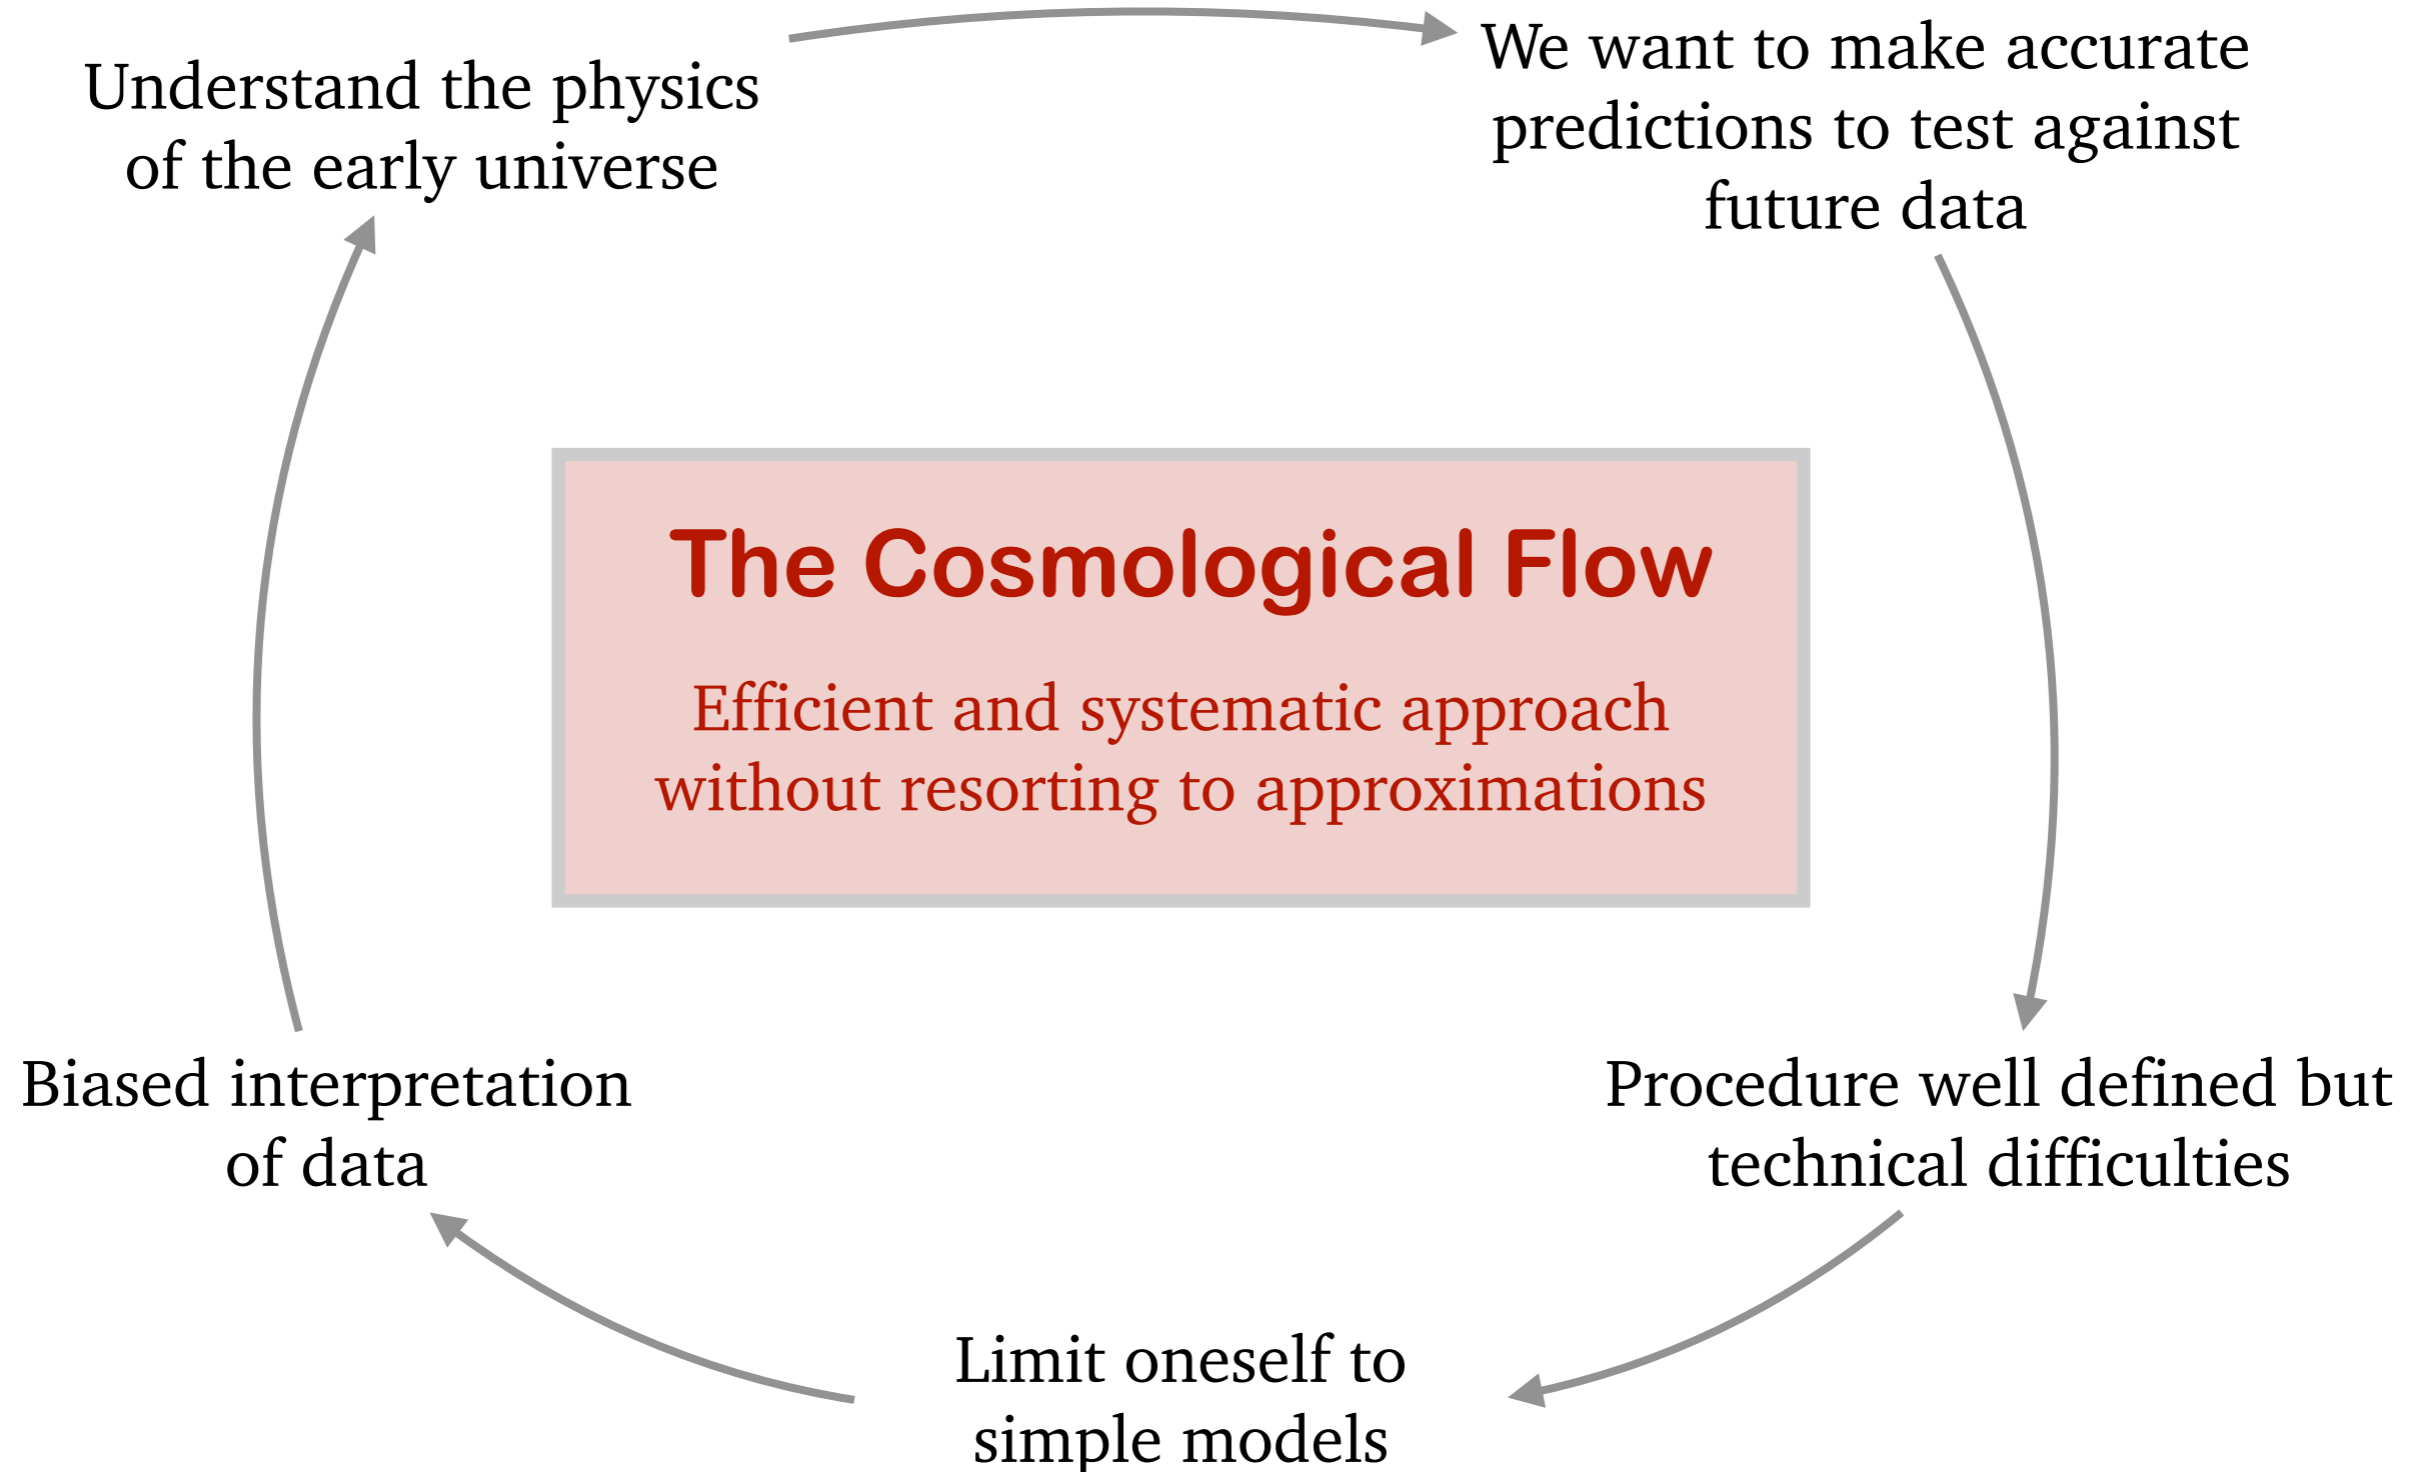 Understand the physics
of the early universe
We want to make accurate
predictions to test against
future data
The Cosmological Flow
Efficient and systematic approach
without resorting to approximations
Biased interpretation
of data
Procedure well defined but
technical difficulties
Limit oneself to
simple models